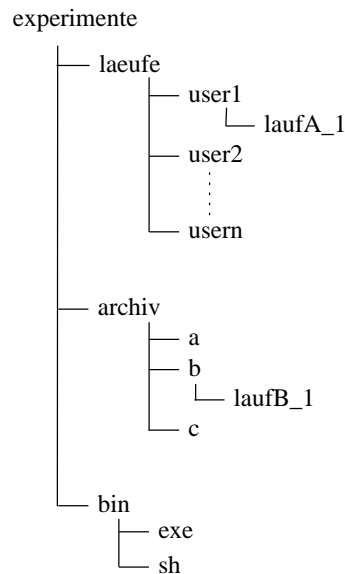 experimente
laeufe
user1
laufA_1
user2
usern
archiv
a
b
laufB_1
c
bin
exe
sh